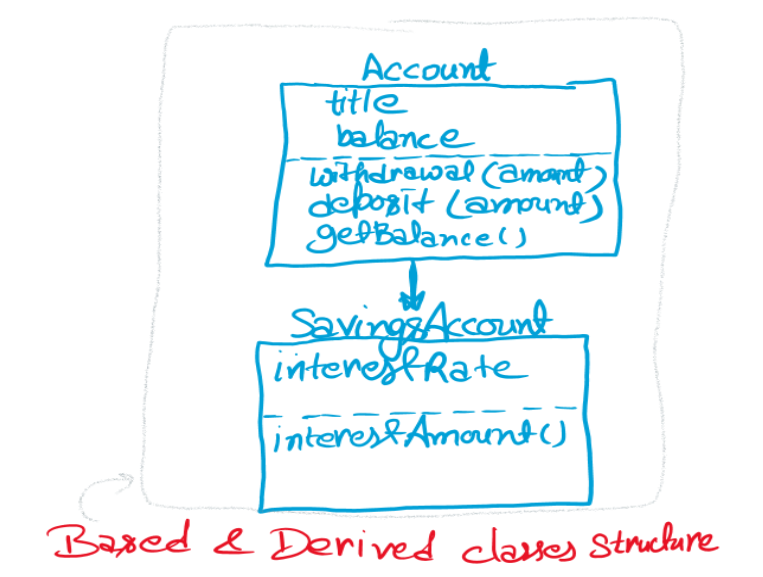 Account
title
balance
withdrawal (amount)
deposit (amount)
getBalance()
SavingsAccount
interestRate
interestAmount()
Based & Derived classes Structure